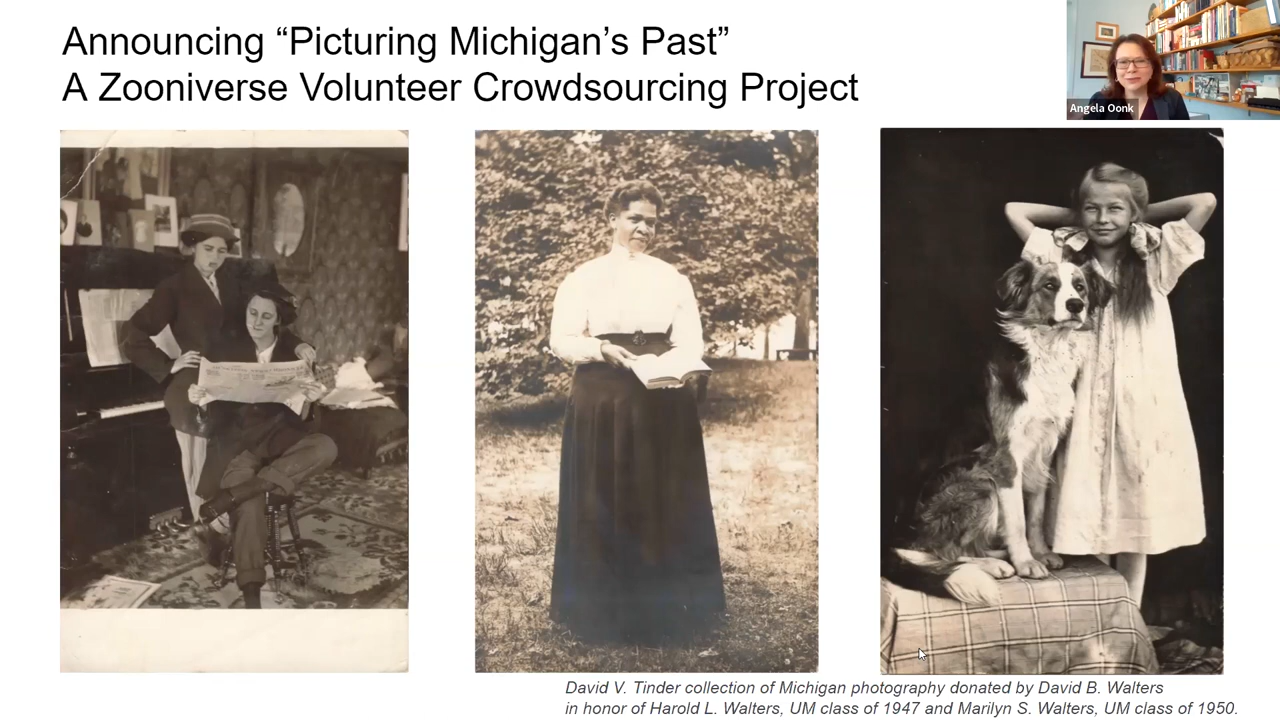 Announcing “Picturing Michigan’s Past”
A Zooniverse Volunteer Crowdsourcing Project
Angela Oonk
David V. Tinder collection of Michigan photography donated by David B. Walters
in honor of Harold L. Walters, UM class of 1947 and Marilyn S. Walters, UM class of 1950.